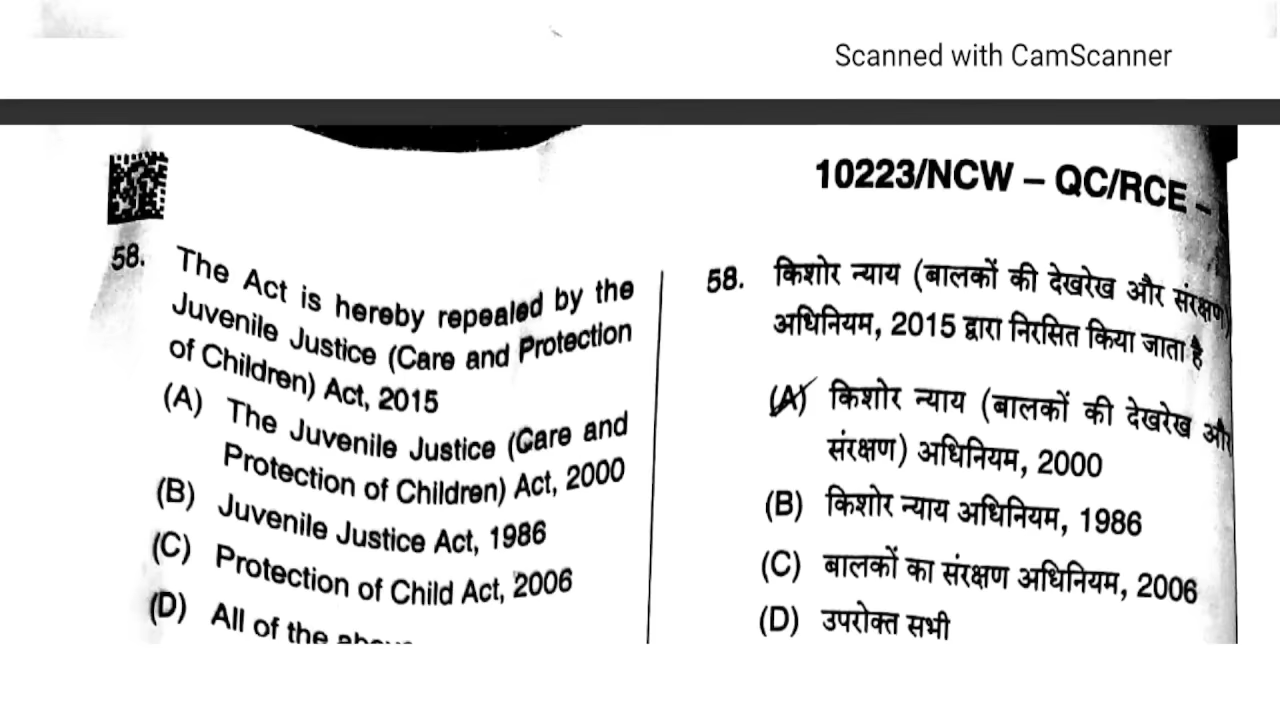 Scanned with CamScanner
10223/NCW – QC/RCE –
58. The Act is hereby repealed by the
Juvenile Justice (Care and Protection
of Children) Act, 2015
(A) The Juvenile Justice (Care and
Protection of Children) Act, 2000
(B) Juvenile Justice Act, 1986
(C) Protection of Child Act, 2006
(D) All of the above
58. किशोर न्याय (बालकों की देखरेख और संरक्षण)
अधिनियम, 2015 द्वारा निरसित किया जाता है
(A) किशोर न्याय (बालकों की देखरेख और
संरक्षण) अधिनियम, 2000
(B) किशोर न्याय अधिनियम, 1986
(C) बालकों का संरक्षण अधिनियम, 2006
(D) उपरोक्त सभी